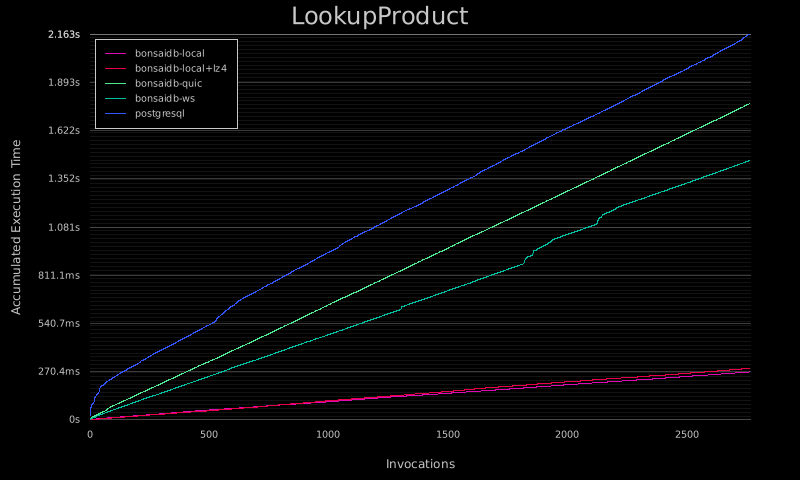 LookupProduct
2.163s
1.893s
1.622s
1.352s
1.081s
811.1ms
540.7ms
270.4ms
0s
bonsaidb-local
bonsaidb-local+lz4
bonsaidb-quic
bonsaidb-ws
postgresql
Accumulated Execution Time
0 500 1000 1500 2000 2500
Invocations